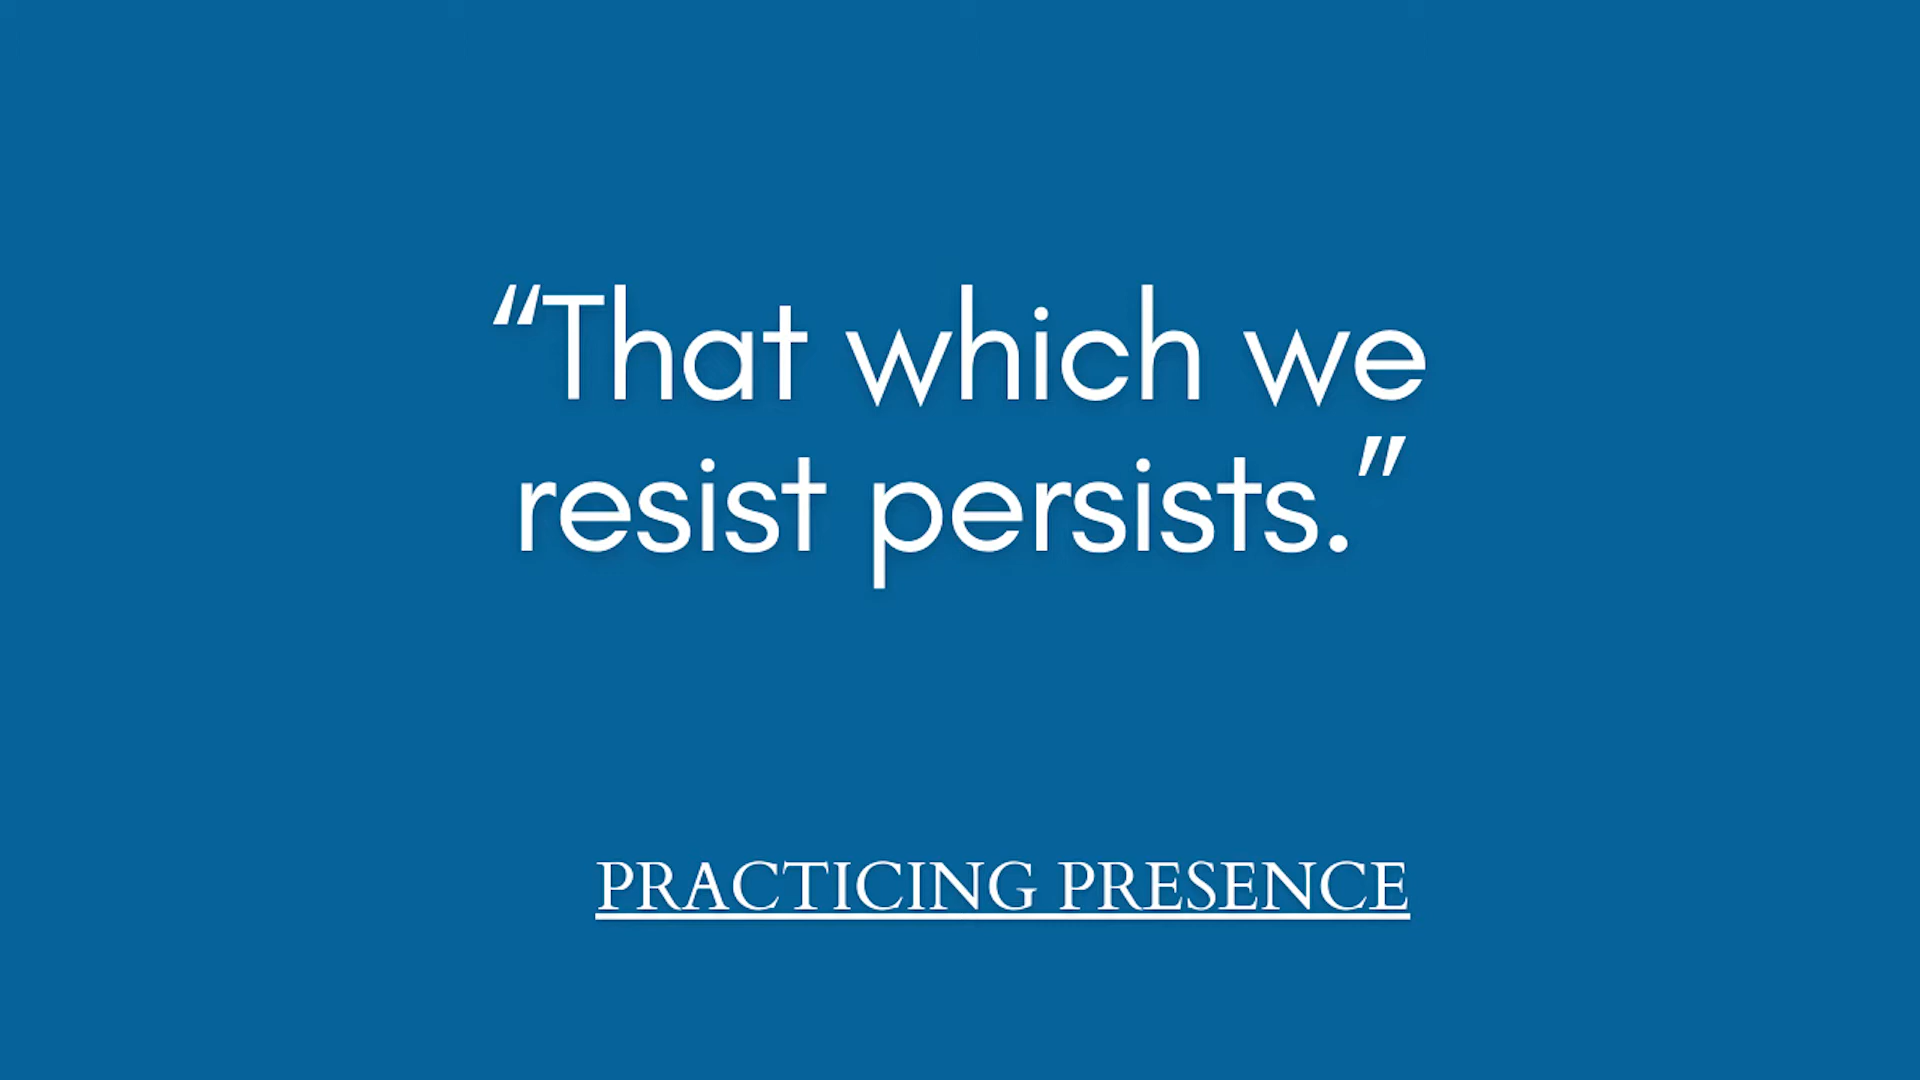 “That which we
resist persists.”
PRACTICING PRESENCE